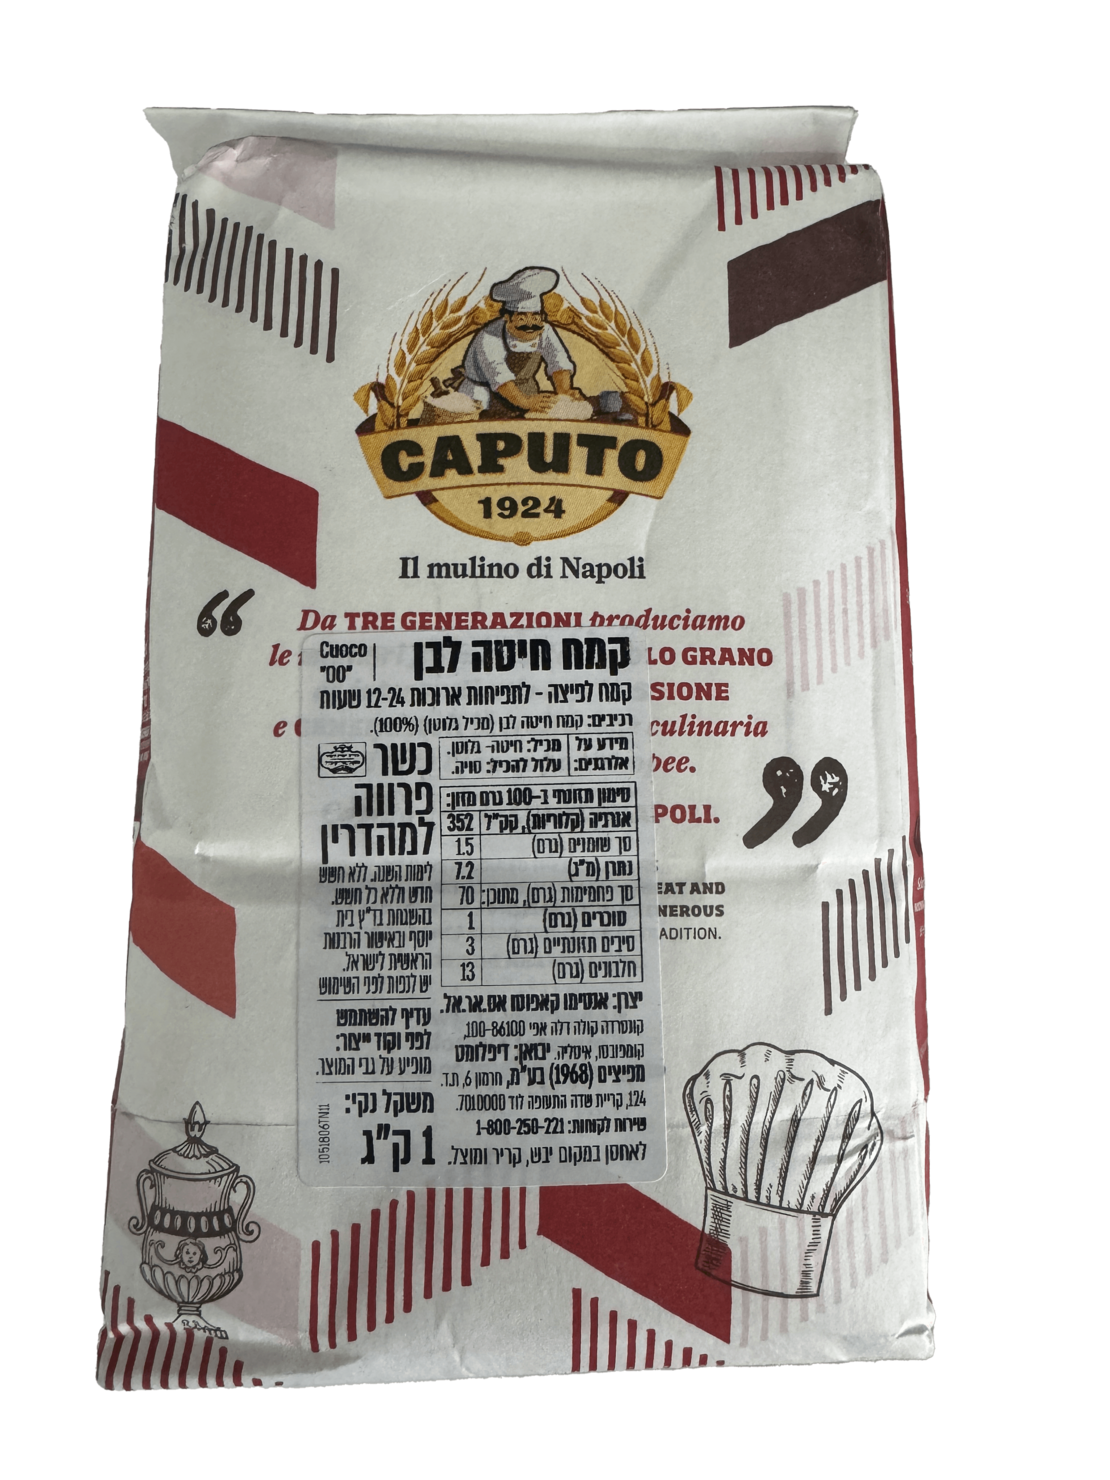 CAPUTO
1924
Il mulino di Napoli
“ Da TRE GENERAZIONI produciamo
le
LO GRANO
SSIONE
e
culinaria
bee.
POLI. ”
EAT AND
NEROUS
ADITION.
קמח חיטה לבן | Cuoco "00"
קמח לפיצה - לתפיחות ארוכות 12-24 שעות
רכיבים: קמח חיטה לבן (מכיל גלוטן) (100%).
מידע על אלרגנים: מכיל: חיטה- גלוטן.
עלול להכיל: סויה.
סימון תזונתי ב-100 גרם מזון:
אנרגיה (קלוריות), קק"ל 352
סך שומנים (גרם) 1.5
נתרן (מ"ג) 7.2
סך פחמימות (גרם), מתוכן: 70
סוכרים (גרם) 1
סיבים תזונתיים (גרם) 3
חלבונים (גרם) 13
יצרן: אנטימו קאפוטו אס.אר.אל.
קונטרדה קולה דלה אפי 100-86100,
קומפובסו, איטליה. יבואן: דיפלומט
מפיצים (1968) בע"מ, חרמון 6, ת.ד.
124, קריית שדה התעופה לוד 7010000.
שירות לקוחות: 1-800-250-221
לאחסן במקום יבש, קריר ומוצל.
כשר
פרווה
למהדרין
לימות השנה. ללא חשש
חדש וללא כל חשש.
בהשגחת בד"ץ בית
יוסף ובאישור הרבנות
הראשית לישראל.
יש לנפות לפני השימוש
עדיף להשתמש
לפני וקוד ייצור:
מופיע על גבי המוצר.
משקל נקי:
1 ק"ג
1051806TN11